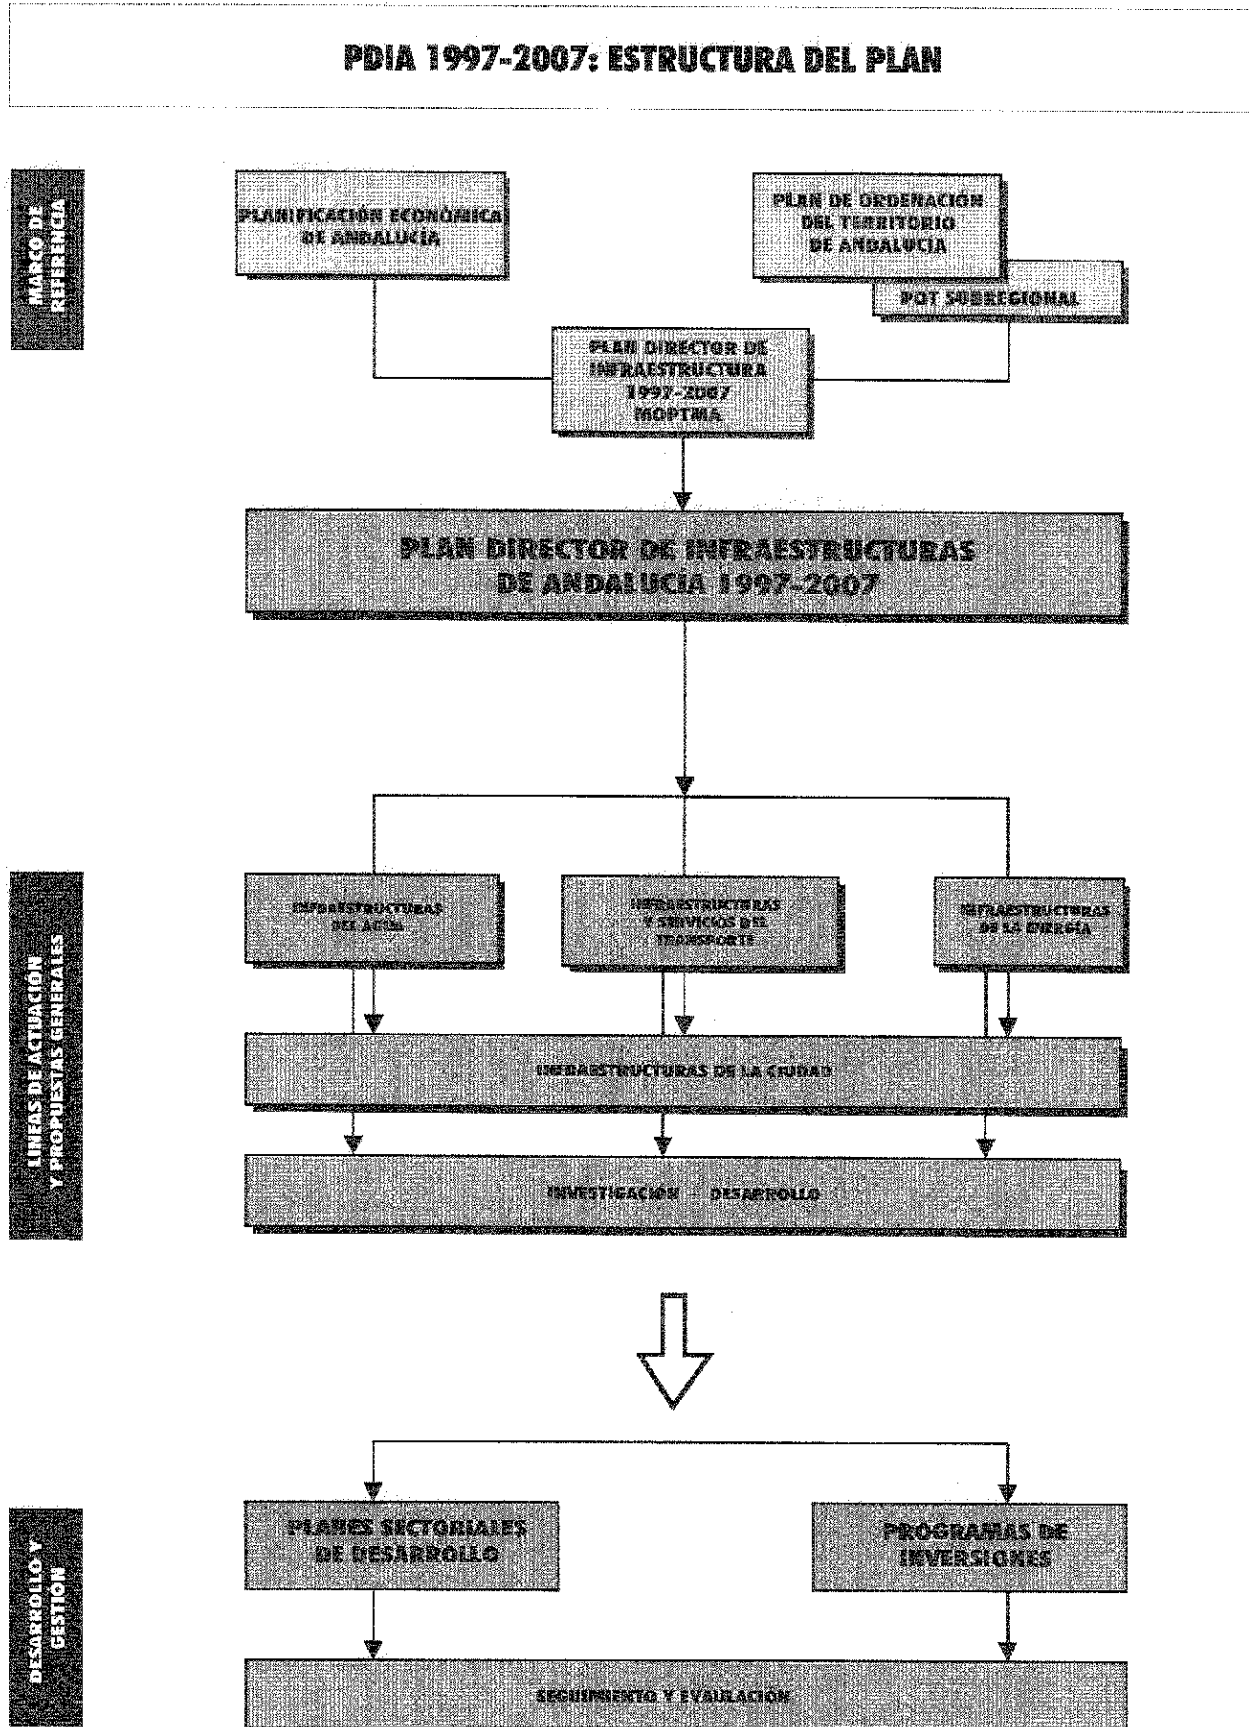 PDIA 1997-2007: ESTRUCTURA DEL PLAN
MARCO DE
REFERENCIA
PLANIFICACIÓN ECONÓMICA
DE ANDALUCÍA
PLAN DE ORDENACIÓN
DEL TERRITORIO
DE ANDALUCÍA
POT SUBREGIONAL
PLAN DIRECTOR DE
INFRAESTRUCTURA
1997-2007
MOPTMA
PLAN DIRECTOR DE INFRAESTRUCTURAS
DE ANDALUCÍA 1997-2007
LÍNEAS DE ACTUACIÓN
Y PROPUESTAS GENERALES
INFRAESTRUCTURAS
DEL AGUA
INFRAESTRUCTURAS
Y SERVICIOS DEL
TRANSPORTE
INFRAESTRUCTURAS
DE LA ENERGÍA
INFRAESTRUCTURAS DE LA CIUDAD
INVESTIGACIÓN DESARROLLO
DESARROLLO Y
GESTIÓN
PLANES SECTORIALES
DE DESARROLLO
PROGRAMAS DE
INVERSIONES
SEGUIMIENTO Y EVAULACIÓN